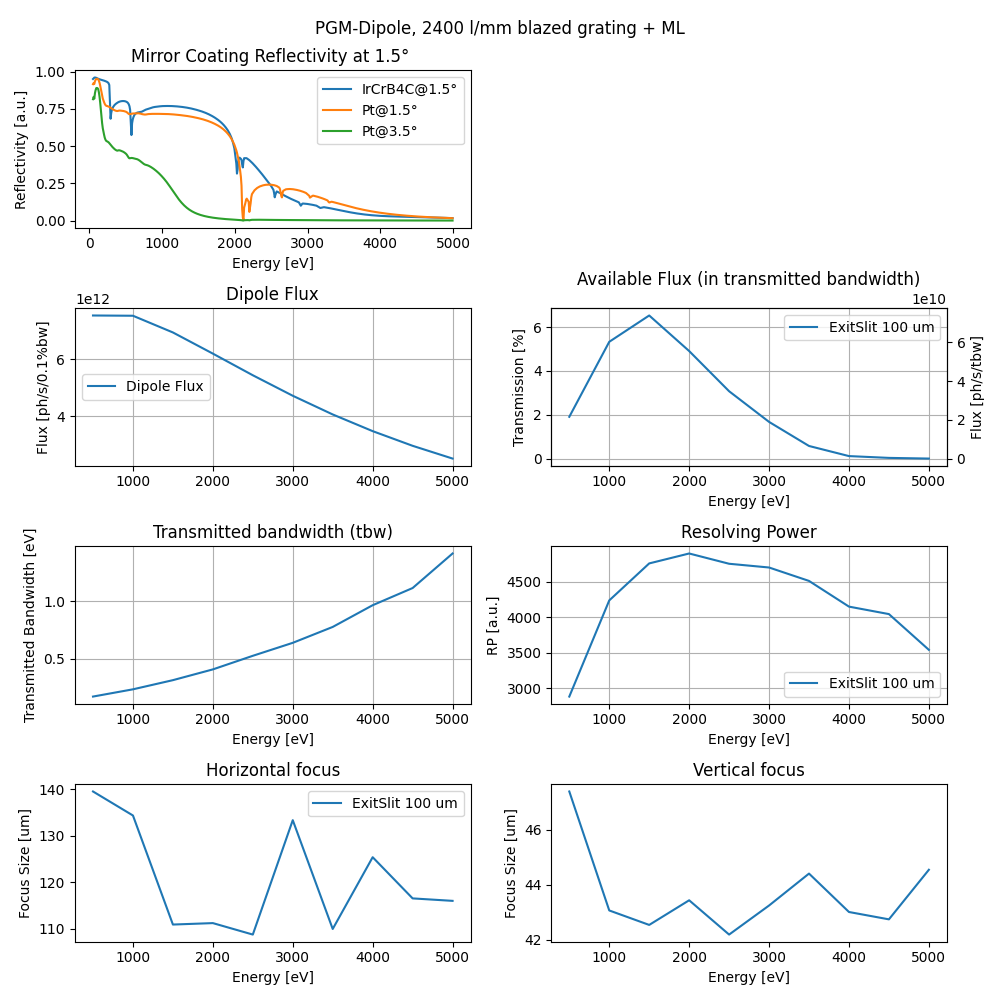 PGM-Dipole, 2400 l/mm blazed grating + ML
Mirror Coating Reflectivity at 1.5°
Reflectivity [a.u.]
1.00
0.75
0.50
0.25
0.00
IrCrB4C@1.5°
Pt@1.5°
Pt@3.5°
0 1000 2000 3000 4000 5000
Energy [eV]
Dipole Flux
1e12
Flux [ph/s/0.1%bw]
6
4
Dipole Flux
1000 2000 3000 4000 5000
Available Flux (in transmitted bandwidth)
1e10
Transmission [%]
6
4
2
0
ExitSlit 100 um
6
4
2
0
Flux [ph/s/tbw]
1000 2000 3000 4000 5000
Energy [eV]
Transmitted bandwidth (tbw)
Transmitted Bandwidth [eV]
1.0
0.5
1000 2000 3000 4000 5000
Energy [eV]
Resolving Power
RP [a.u.]
4500
4000
3500
3000
ExitSlit 100 um
1000 2000 3000 4000 5000
Energy [eV]
Horizontal focus
Focus Size [um]
140
130
120
110
ExitSlit 100 um
1000 2000 3000 4000 5000
Energy [eV]
Vertical focus
Focus Size [um]
46
44
42
1000 2000 3000 4000 5000
Energy [eV]